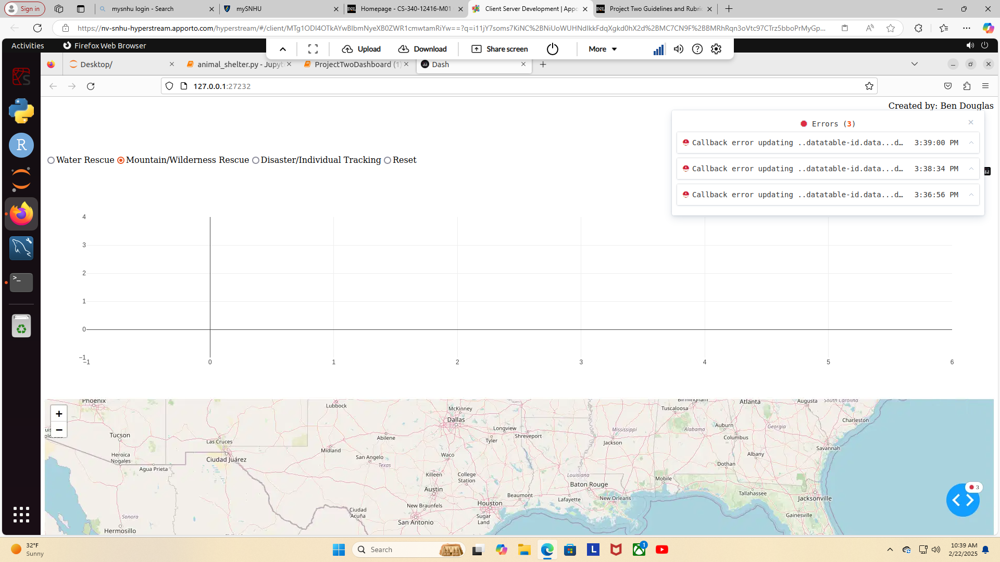 Sign in
mysnhu login - Search
mySNHU
Homepage - CS-340-12416-M01
Client Server Development | Appo
Project Two Guidelines and Rubric
https://nv-snhu-hyperstream.apporto.com/hyperstream/#/client/
Activities
Firefox Web Browser
Upload
Download
Share screen
More
Desktop/
animal_shelter.py - Jupyt
ProjectTwoDashboard (1)
Dash
127.0.0.1:27232
Created by: Ben Douglas
Errors (3)
Callback error updating ..datatable-id.data...d… 3:39:00 PM
Callback error updating ..datatable-id.data...d… 3:38:34 PM
Callback error updating ..datatable-id.data...d… 3:36:56 PM
Water Rescue Mountain/Wilderness Rescue Disaster/Individual Tracking Reset
4
3
2
1
0
−1
−1 0 1 2 3 4 5 6
+
−
Phoenix
Lubbock
McKinney
Dallas
Birmingham
Tuscaloosa
Atlanta
Augusta
South Carolina
Charleston
Tucson
Las Cruces
Abilene
Longview
Shreveport
Tyler
Mississippi
Alabama
Auburn
Georgia
Columbus
Midland
Jackson
Savannah
Heroica
Nogales
Ciudad Juárez
San Angelo
Texas
Waco
Albany
Dothan
Agua Prieta
Killeen
College
Station
Louisiana
Baton Rouge
Mobile
Austin
Beaumont
Lafayette
New Orleans
Tallahassee
Jacksonville
New Braunfels
Houston
Sugar
Land
Ciudad
Acuña
San Antonio
Gainesville
Sonora
Hermosillo
3
32°F
Sunny
Search
1
10:39 AM
2/22/2025